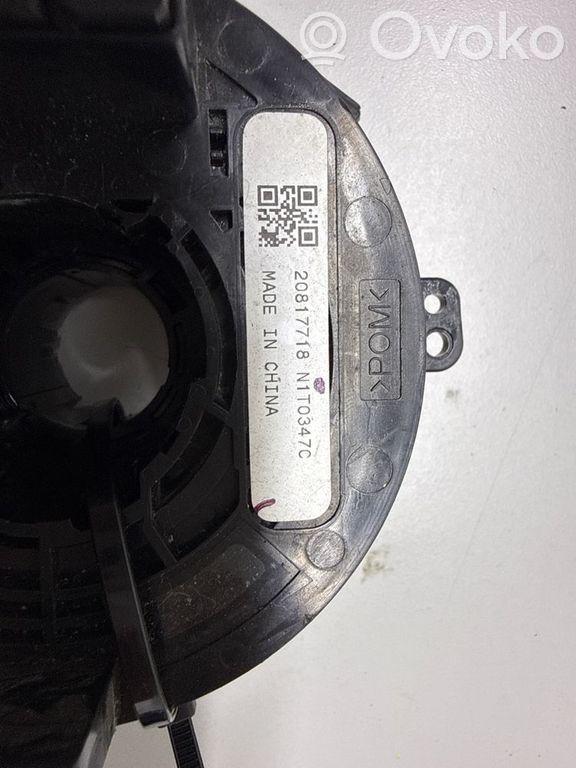 Ovoko
20817718 N1T0347C
MADE IN CHINA
>POM<